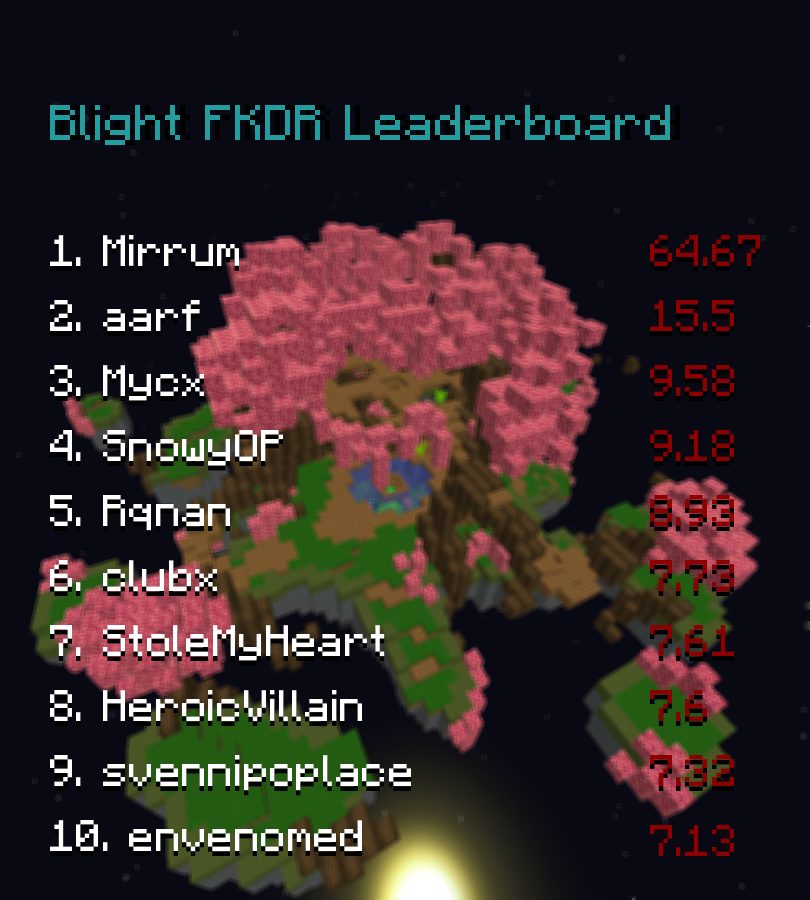 Blight FKDR Leaderboard
1. Mirrum 64.67
2. aarf 15.5
3. Mycx 9.58
4. SnowyOP 9.18
5. Rqnan 8.93
6. clubx 7.73
7. StoleMyHeart 7.61
8. HeroicVillain 7.6
9. svennipoplace 7.32
10. envenomed 7.13